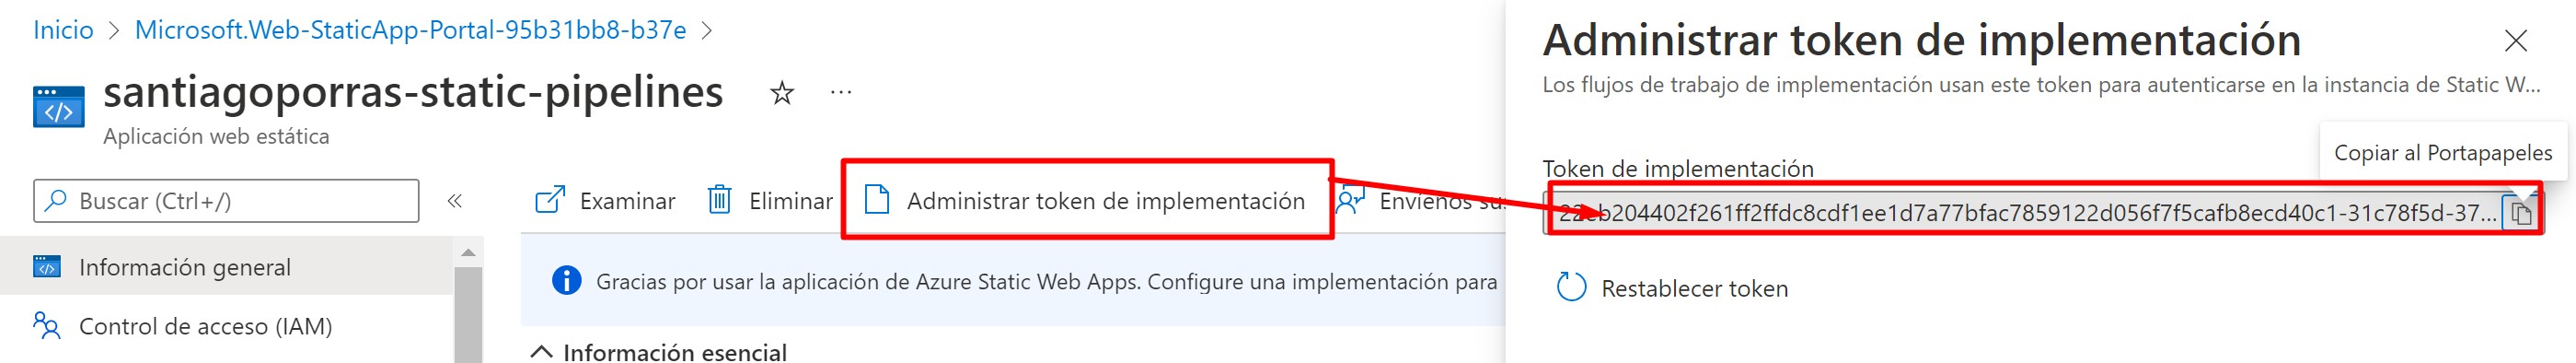 Inicio > Microsoft.Web-StaticApp-Portal-95b31bb8-b37e >
santiagoporras-static-pipelines ☆ ...
Aplicación web estática
Buscar (Ctrl+/) «
Información general
Control de acceso (IAM)
Examinar Eliminar Administrar token de implementación Envíenos sus
Gracias por usar la aplicación de Azure Static Web Apps. Configure una implementación para
Información esencial
Administrar token de implementación
Los flujos de trabajo de implementación usan este token para autenticarse en la instancia de Static W...
Copiar al Portapapeles
Token de implementación
b204402f261ff2ffdc8cdf1ee1d7a77bfac7859122d056f7f5cafb8ecd40c1-31c78f5d-37...
Restablecer token